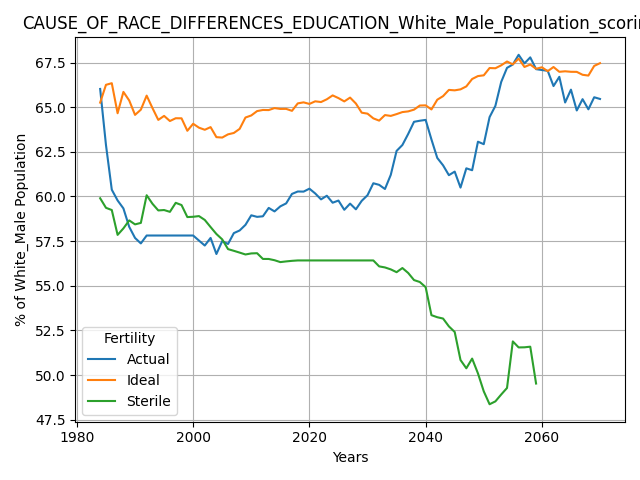 CAUSE_OF_RACE_DIFFERENCES_EDUCATION_White_Male_Population_scorin
67.5
65.0
62.5
60.0
57.5
55.0
52.5
50.0
47.5
% of White_Male Population
Fertility
Actual
Ideal
Sterile
1980 2000 2020 2040 2060
Years